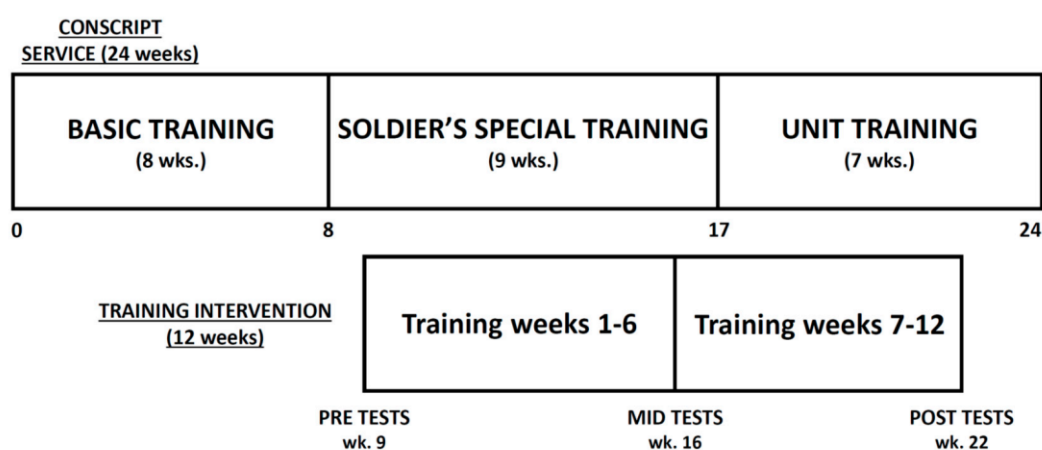 CONSCRIPT
SERVICE (24 weeks)
BASIC TRAINING
(8 wks.)
SOLDIER’S SPECIAL TRAINING
(9 wks.)
UNIT TRAINING
(7 wks.)
0
8
17
24
TRAINING INTERVENTION
(12 weeks)
Training weeks 1-6
Training weeks 7-12
PRE TESTS
wk. 9
MID TESTS
wk. 16
POST TESTS
wk. 22